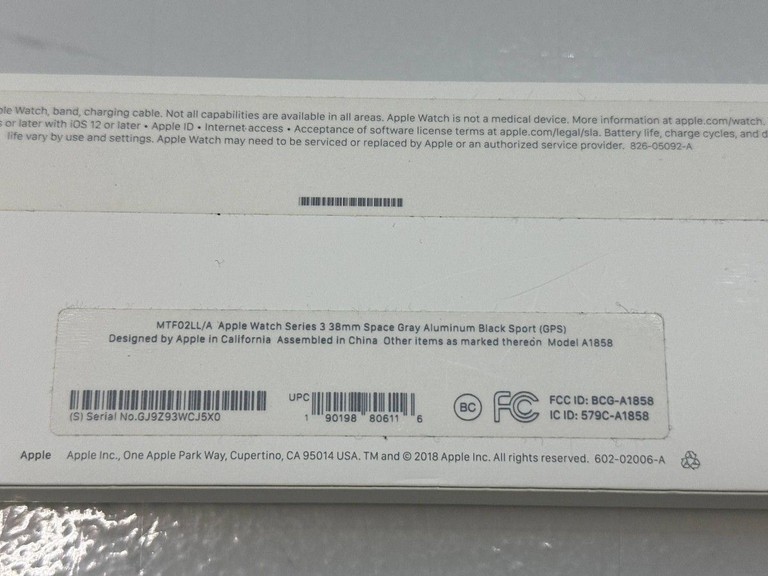 Apple Watch, band, charging cable. Not all capabilities are available in all areas. Apple Watch is not a medical device. More information at apple.com/watch.
or later with iOS 12 or later • Apple ID • Internet access • Acceptance of software license terms at apple.com/legal/sla. Battery life, charge cycles, and
life vary by use and settings. Apple Watch may need to be serviced or replaced by Apple or an authorized service provider. 826-05092-A
MTF02LL/A Apple Watch Series 3 38mm Space Gray Aluminum Black Sport (GPS)
Designed by Apple in California Assembled in China Other items as marked thereon Model A1858
(S) Serial No.GJ9Z93WCJ5X0
UPC
1 90198 80611 6
BC
FC
FCC ID: BCG-A1858
IC ID: 579C-A1858
Apple Apple Inc., One Apple Park Way, Cupertino, CA 95014 USA. TM and © 2018 Apple Inc. All rights reserved. 602-02006-A